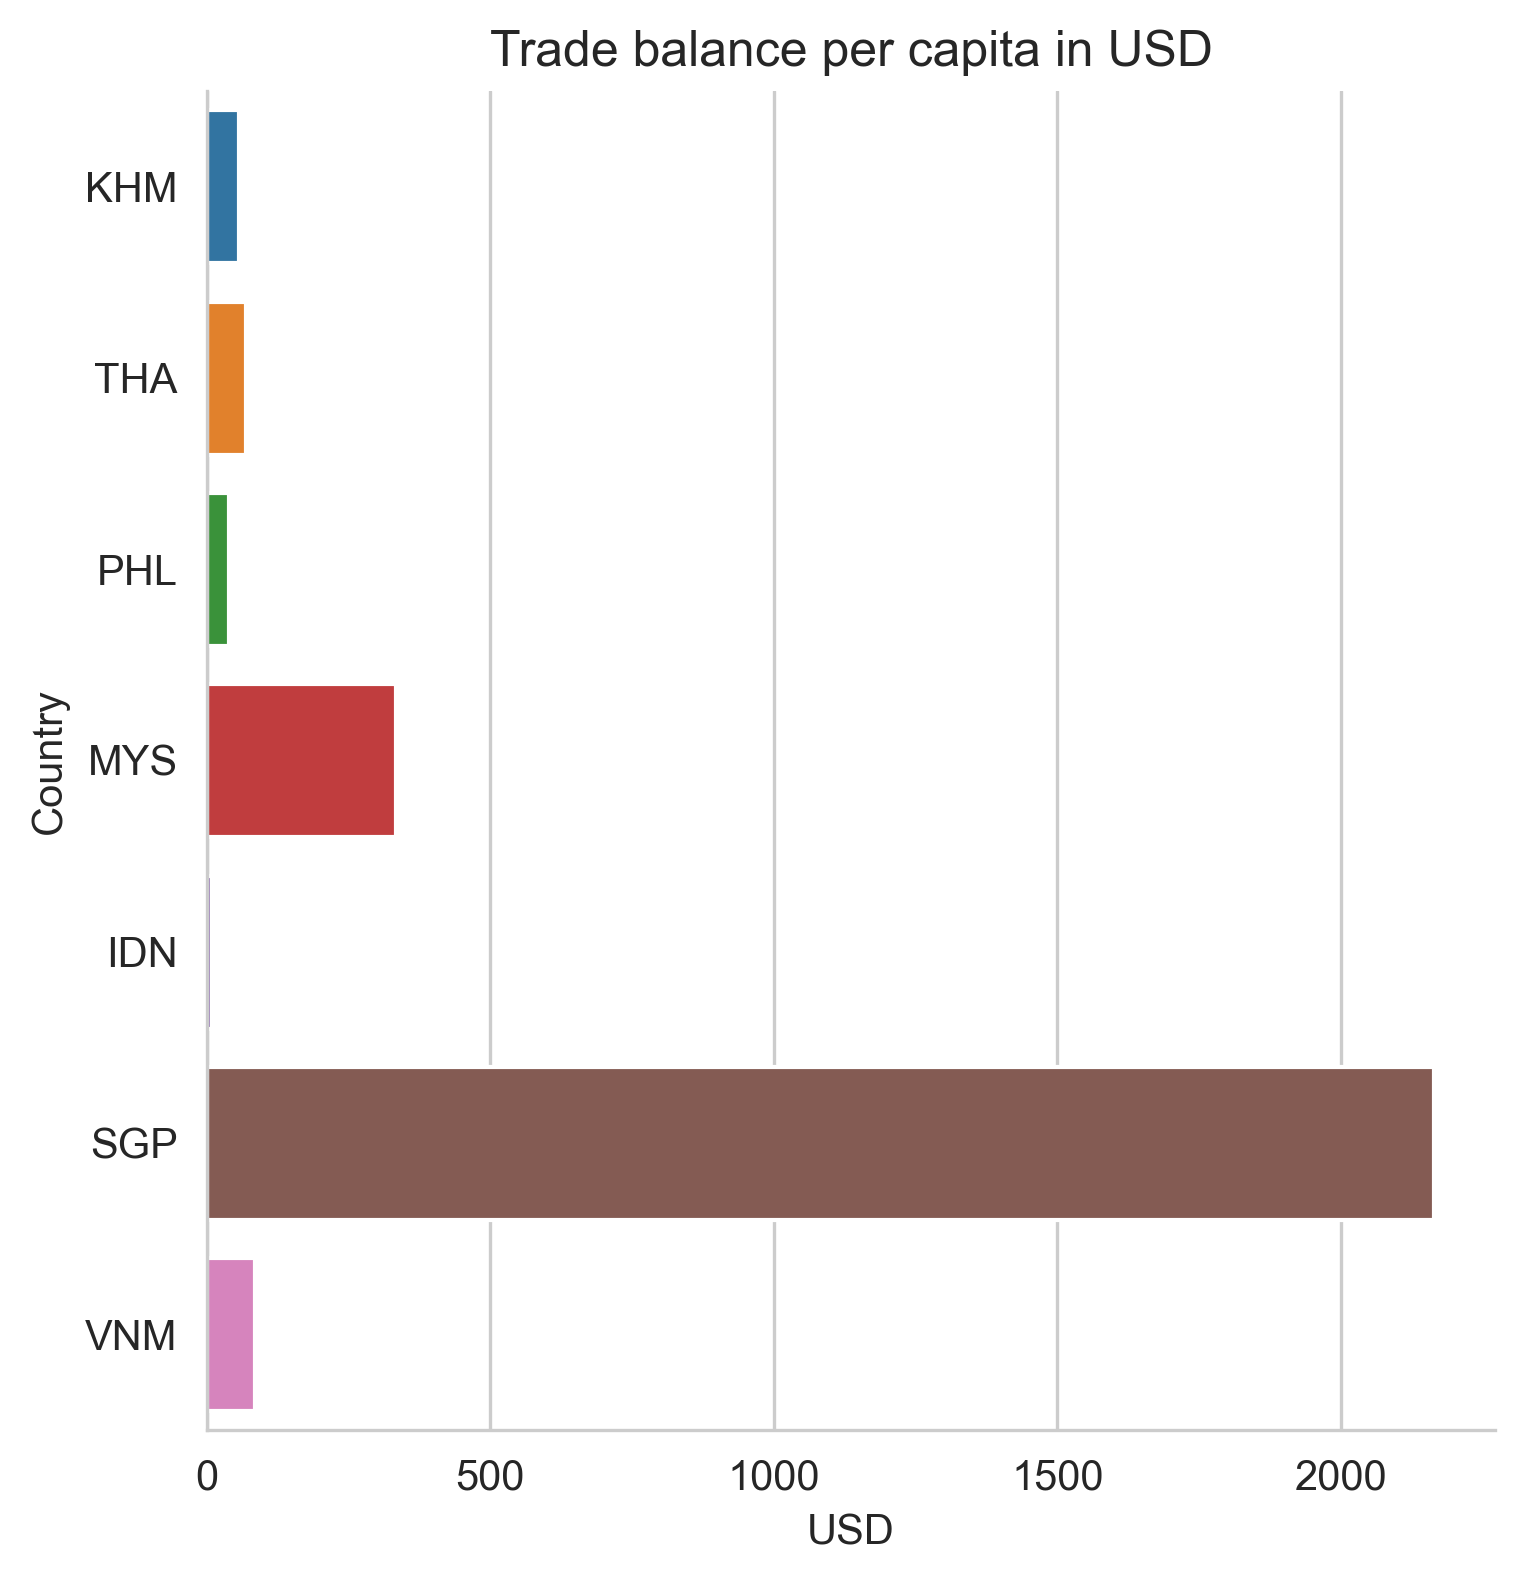 Trade balance per capita in USD
KHM
THA
PHL
MYS
IDN
SGP
VNM
Country
0 500 1000 1500 2000
USD